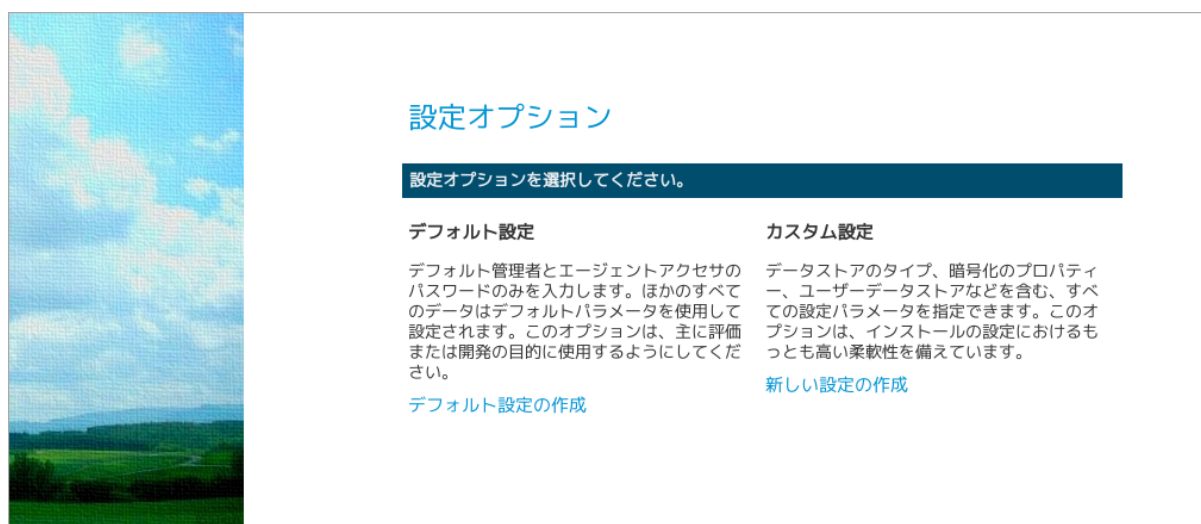 設定オプション
設定オプションを選択してください。
デフォルト設定
デフォルト管理者とエージェントアクセサの
パスワードのみを入力します。ほかのすべて
のデータはデフォルトパラメータを使用して
設定されます。このオプションは、主に評価
または開発の目的に使用するようにしてくだ
さい。
デフォルト設定の作成
カスタム設定
データストアのタイプ、暗号化のプロパティ
ー、ユーザーデータストアなどを含む、すべ
ての設定パラメータを指定できます。このオ
プションは、インストールの設定におけるも
っとも高い柔軟性を備えています。
新しい設定の作成